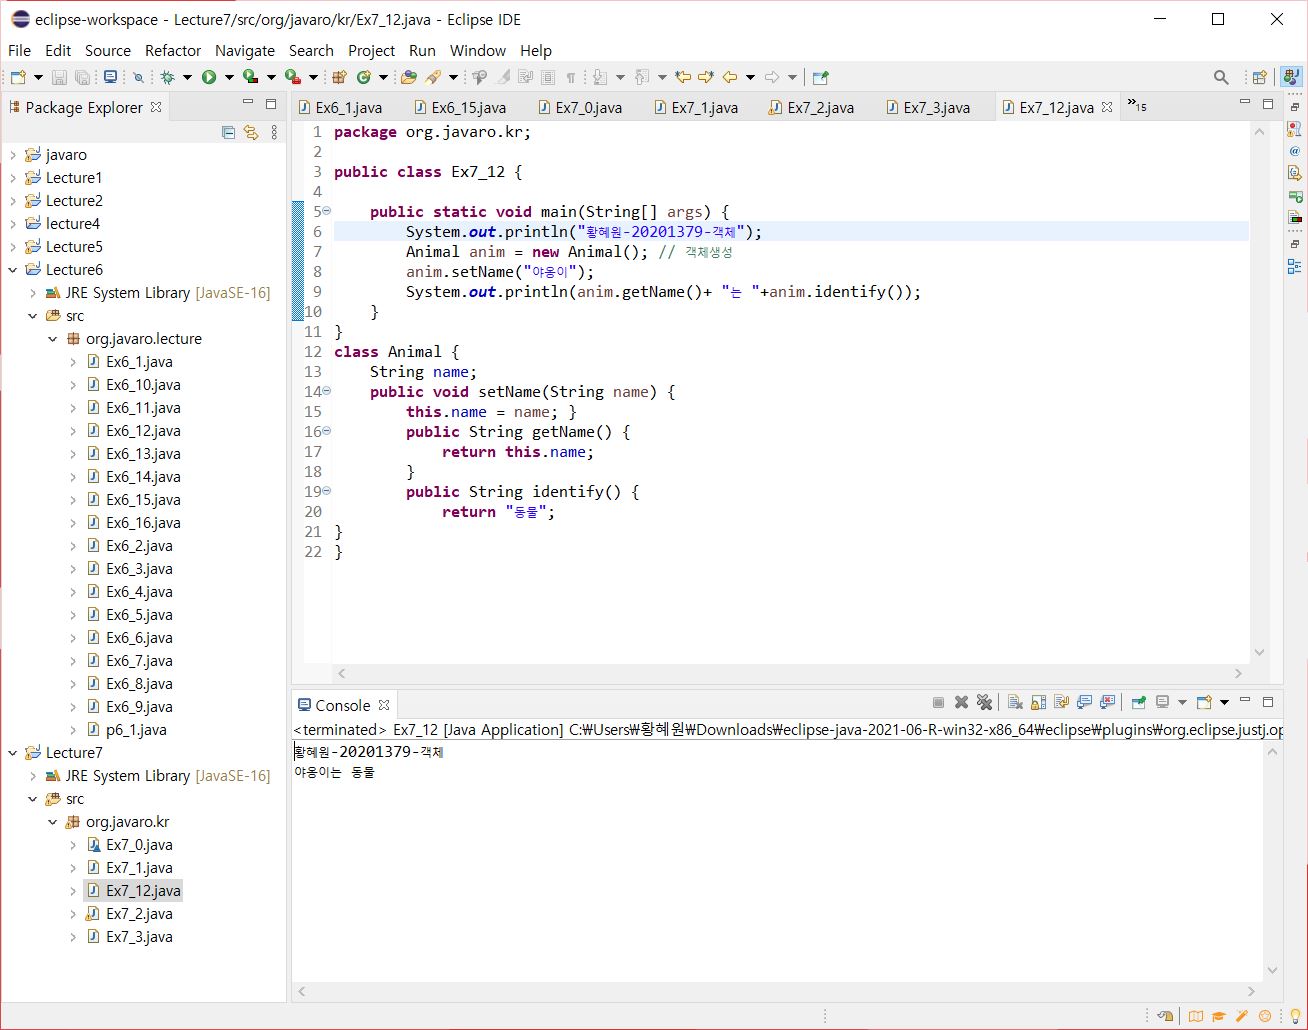 eclipse-workspace - Lecture7/src/org/javaro/kr/Ex7_12.java - Eclipse IDE
File Edit Source Refactor Navigate Search Project Run Window Help
Package Explorer
javaro
Lecture1
Lecture2
lecture4
Lecture5
Lecture6
JRE System Library [JavaSE-16]
src
org.javaro.lecture
Ex6_1.java
Ex6_10.java
Ex6_11.java
Ex6_12.java
Ex6_13.java
Ex6_14.java
Ex6_15.java
Ex6_16.java
Ex6_2.java
Ex6_3.java
Ex6_4.java
Ex6_5.java
Ex6_6.java
Ex6_7.java
Ex6_8.java
Ex6_9.java
p6_1.java
Lecture7
JRE System Library [JavaSE-16]
src
org.javaro.kr
Ex7_0.java
Ex7_1.java
Ex7_12.java
Ex7_2.java
Ex7_3.java
Ex6_1.java Ex6_15.java Ex7_0.java Ex7_1.java Ex7_2.java Ex7_3.java Ex7_12.java »15
1 package org.javaro.kr;
2
3 public class Ex7_12 {
4
5 public static void main(String[] args) {
6 System.out.println("황혜원-20201379-객체");
7 Animal anim = new Animal(); // 객체생성
8 anim.setName("야옹이");
9 System.out.println(anim.getName()+ "는 "+anim.identify());
10 }
11 }
12 class Animal {
13 String name;
14 public void setName(String name) {
15 this.name = name; }
16 public String getName() {
17 return this.name;
18 }
19 public String identify() {
20 return "동물";
21 }
22 }
Console
<terminated> Ex7_12 [Java Application] C:₩Users₩황혜원₩Downloads₩eclipse-java-2021-06-R-win32-x86_64₩eclipse₩plugins₩org.eclipse.justj.op
황혜원-20201379-객체
야옹이는 동물